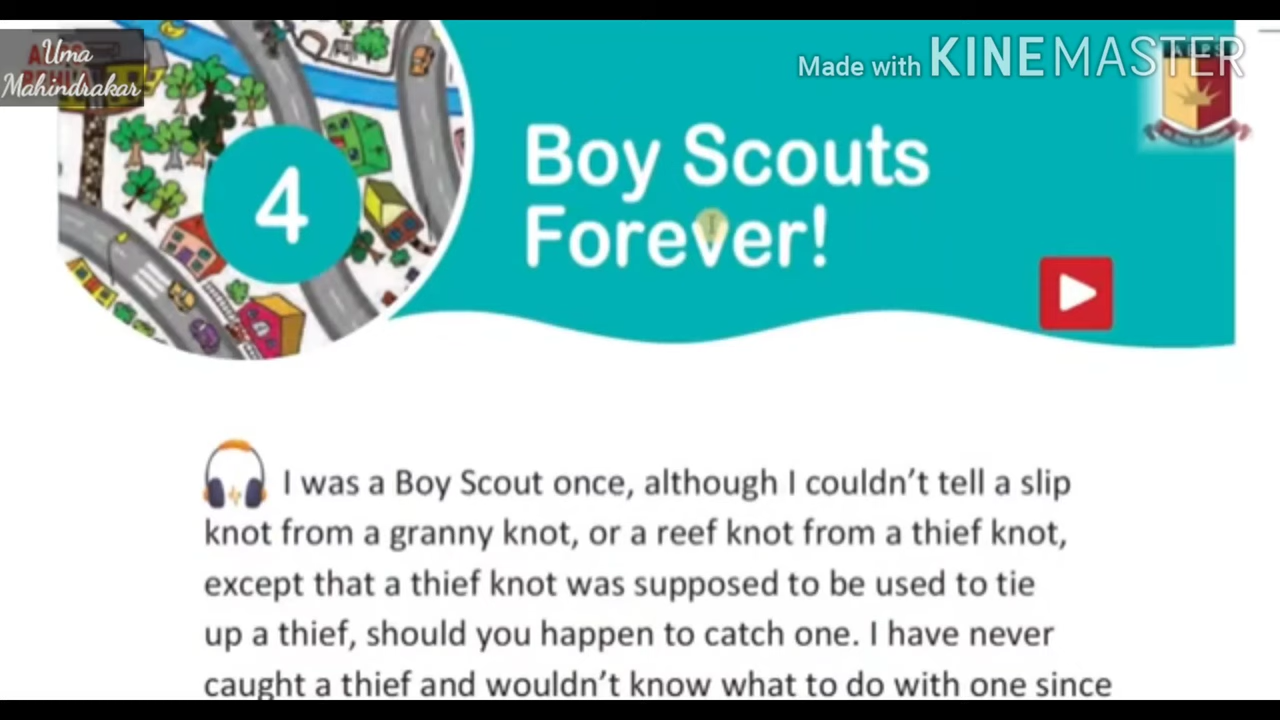 Uma
Mahindrakar
Made with KINEMASTER
4
Boy Scouts
Forever!
I was a Boy Scout once, although I couldn't tell a slip
knot from a granny knot, or a reef knot from a thief knot,
except that a thief knot was supposed to be used to tie
up a thief, should you happen to catch one. I have never
caught a thief and wouldn't know what to do with one since